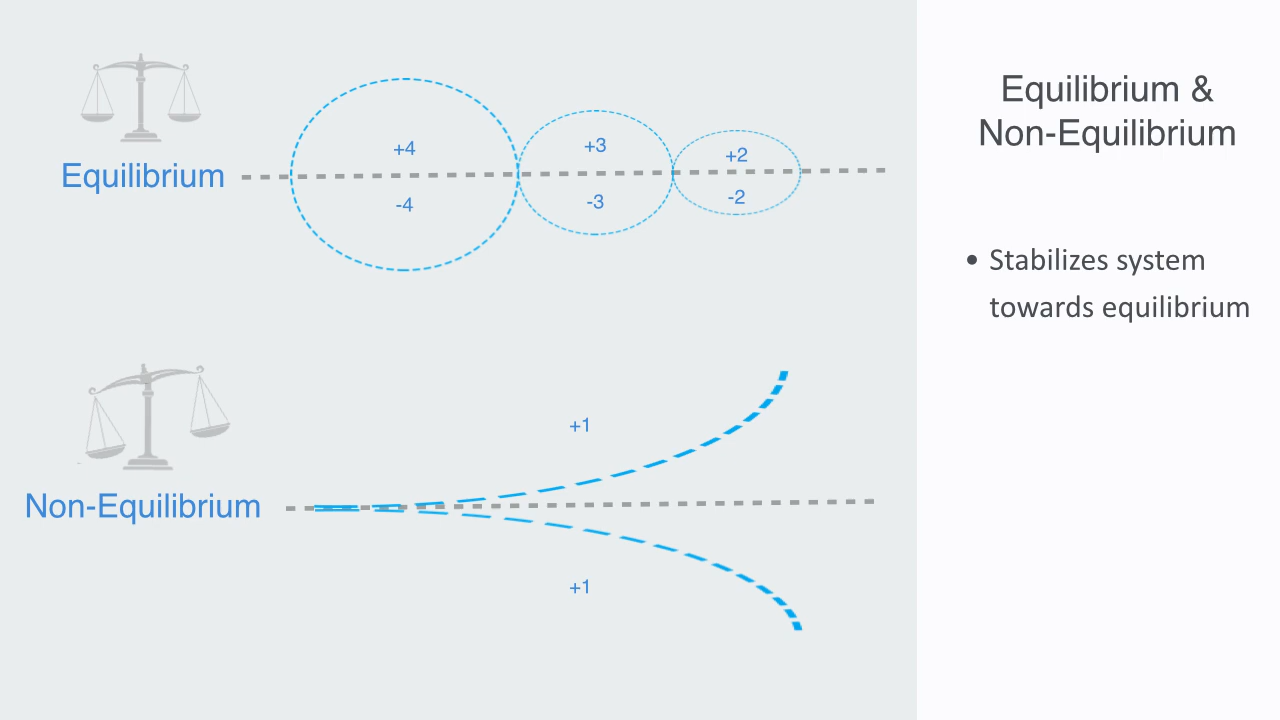 Equilibrium
+4
-4
+3
-3
+2
-2
Non-Equilibrium
+1
+1
Equilibrium &
Non-Equilibrium
• Stabilizes system
towards equilibrium